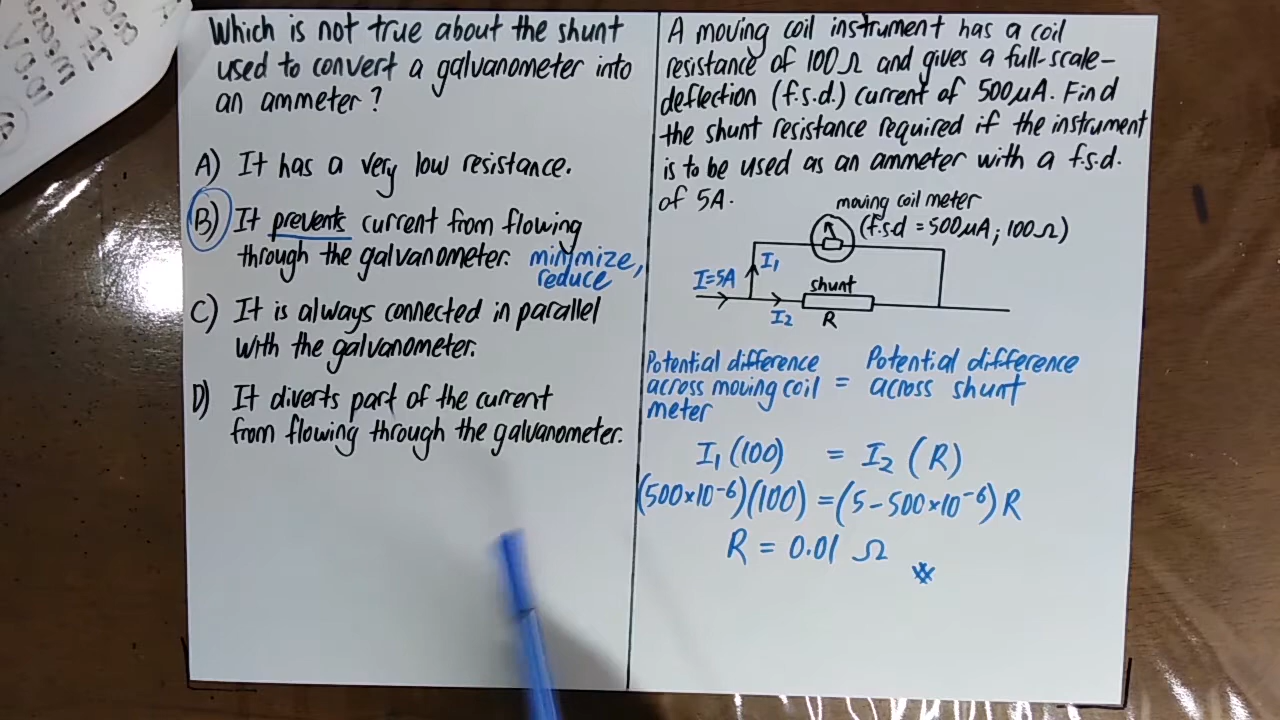 Which is not true about the shunt
used to convert a galvanometer into
an ammeter?
A) It has a very low resistance.
B) It prevents current from flowing
through the galvanometer. minimize,
reduce
C) It is always connected in parallel
with the galvanometer.
D) It diverts part of the current
from flowing through the galvanometer.
A moving coil instrument has a coil
resistance of 100Ω and gives a full-scale-
deflection (f.s.d.) current of 500μA. Find
the shunt resistance required if the instrument
is to be used as an ammeter with a f.s.d.
of 5A.
moving coil meter
(f.s.d = 500μA; 100Ω)
I₁
I=5A
shunt
I₂
R
Potential difference
across moving coil
meter
=
Potential difference
across shunt
I₁(100) = I₂(R)
(500×10⁻⁶)(100) = (5-500×10⁻⁶)R
R = 0.01 Ω